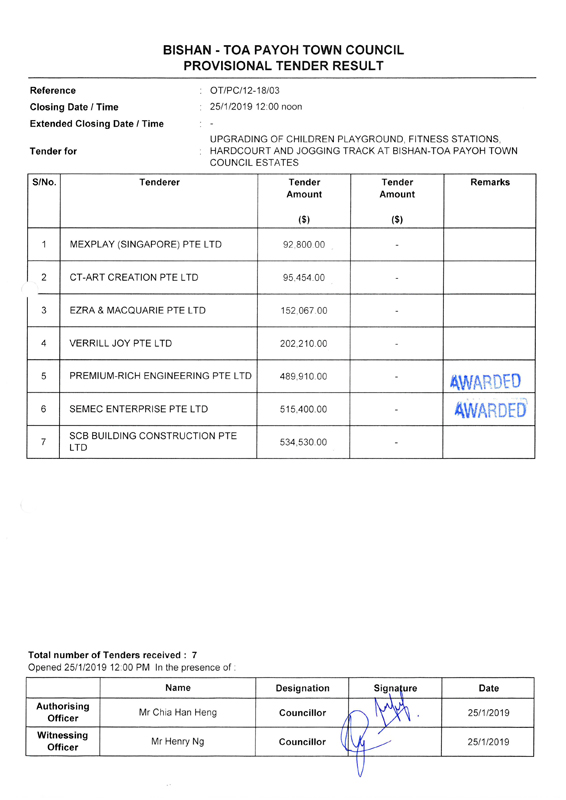 BISHAN - TOA PAYOH TOWN COUNCIL
PROVISIONAL TENDER RESULT
Reference : OT/PC/12-18/03
Closing Date / Time : 25/1/2019 12:00 noon
Extended Closing Date / Time : -
Tender for : UPGRADING OF CHILDREN PLAYGROUND, FITNESS STATIONS,
HARDCOURT AND JOGGING TRACK AT BISHAN-TOA PAYOH TOWN
COUNCIL ESTATES
S/No. Tenderer Tender Amount ($) Tender Amount ($) Remarks
1 MEXPLAY (SINGAPORE) PTE LTD 92,800.00 -
2 CT-ART CREATION PTE LTD 95,454.00 -
3 EZRA & MACQUARIE PTE LTD 152,067.00 -
4 VERRILL JOY PTE LTD 202,210.00 -
5 PREMIUM-RICH ENGINEERING PTE LTD 489,910.00 - AWARDED
6 SEMEC ENTERPRISE PTE LTD 515,400.00 - AWARDED
7 SCB BUILDING CONSTRUCTION PTE LTD 534,530.00 -
Total number of Tenders received : 7
Opened 25/1/2019 12:00 PM In the presence of :
Name Designation Signature Date
Authorising Officer Mr Chia Han Heng Councillor 25/1/2019
Witnessing Officer Mr Henry Ng Councillor 25/1/2019